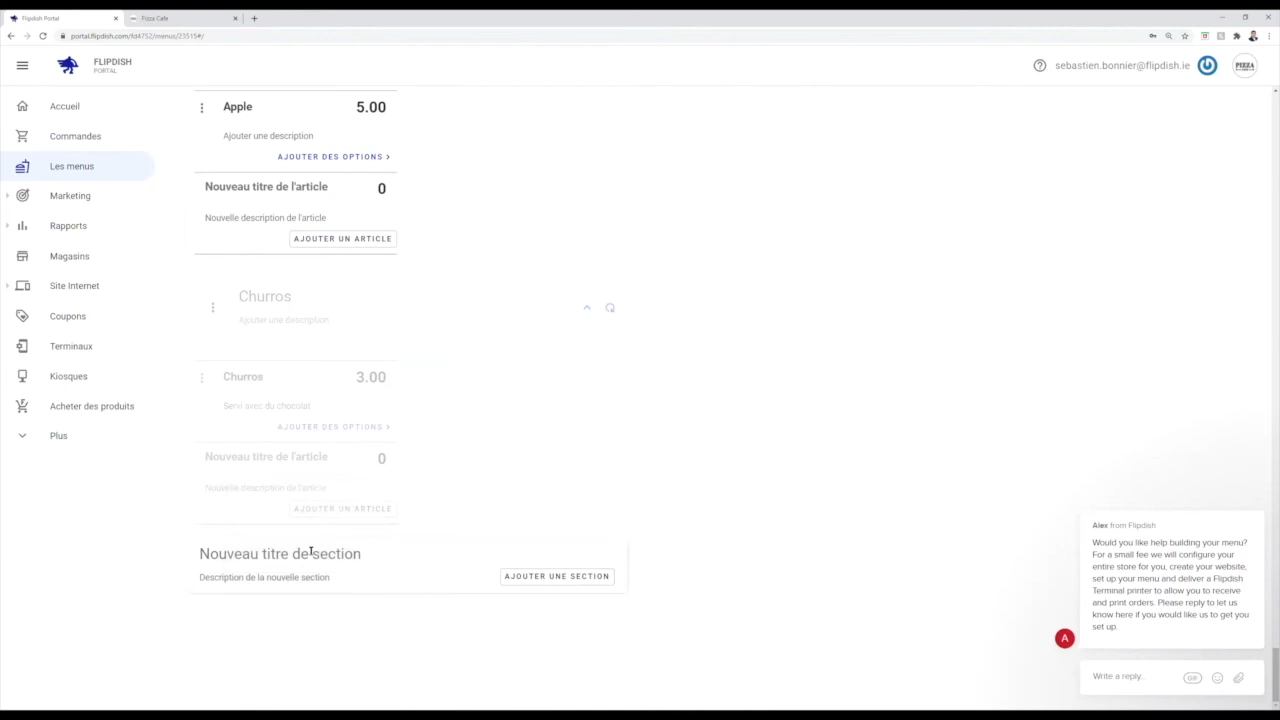 Flipdish Portal
Pizza Cafe
portal.flipdish.com/fd4752/menus/23515#/
FLIPDISH
PORTAL
sebastien.bonnier@flipdish.ie
PIZZA
Accueil
Commandes
Les menus
Marketing
Rapports
Magasins
Site Internet
Coupons
Terminaux
Kiosques
Acheter des produits
Plus
Apple 5.00
Ajouter une description
AJOUTER DES OPTIONS
Nouveau titre de l'article 0
Nouvelle description de l'article
AJOUTER UN ARTICLE
Churros
Ajouter une description
Churros 3.00
Servi avec du chocolat
AJOUTER DES OPTIONS
Nouveau titre de l'article 0
Nouvelle description de l'article
AJOUTER UN ARTICLE
Nouveau titre de section
Description de la nouvelle section
AJOUTER UNE SECTION
Alex from Flipdish
Would you like help building your menu?
For a small fee we will configure your
entire store for you, create your website,
set up your menu and deliver a Flipdish
Terminal printer to allow you to receive
and print orders. Please reply to let us
know here if you would like us to get you
set up.
A
Write a reply..
GIF